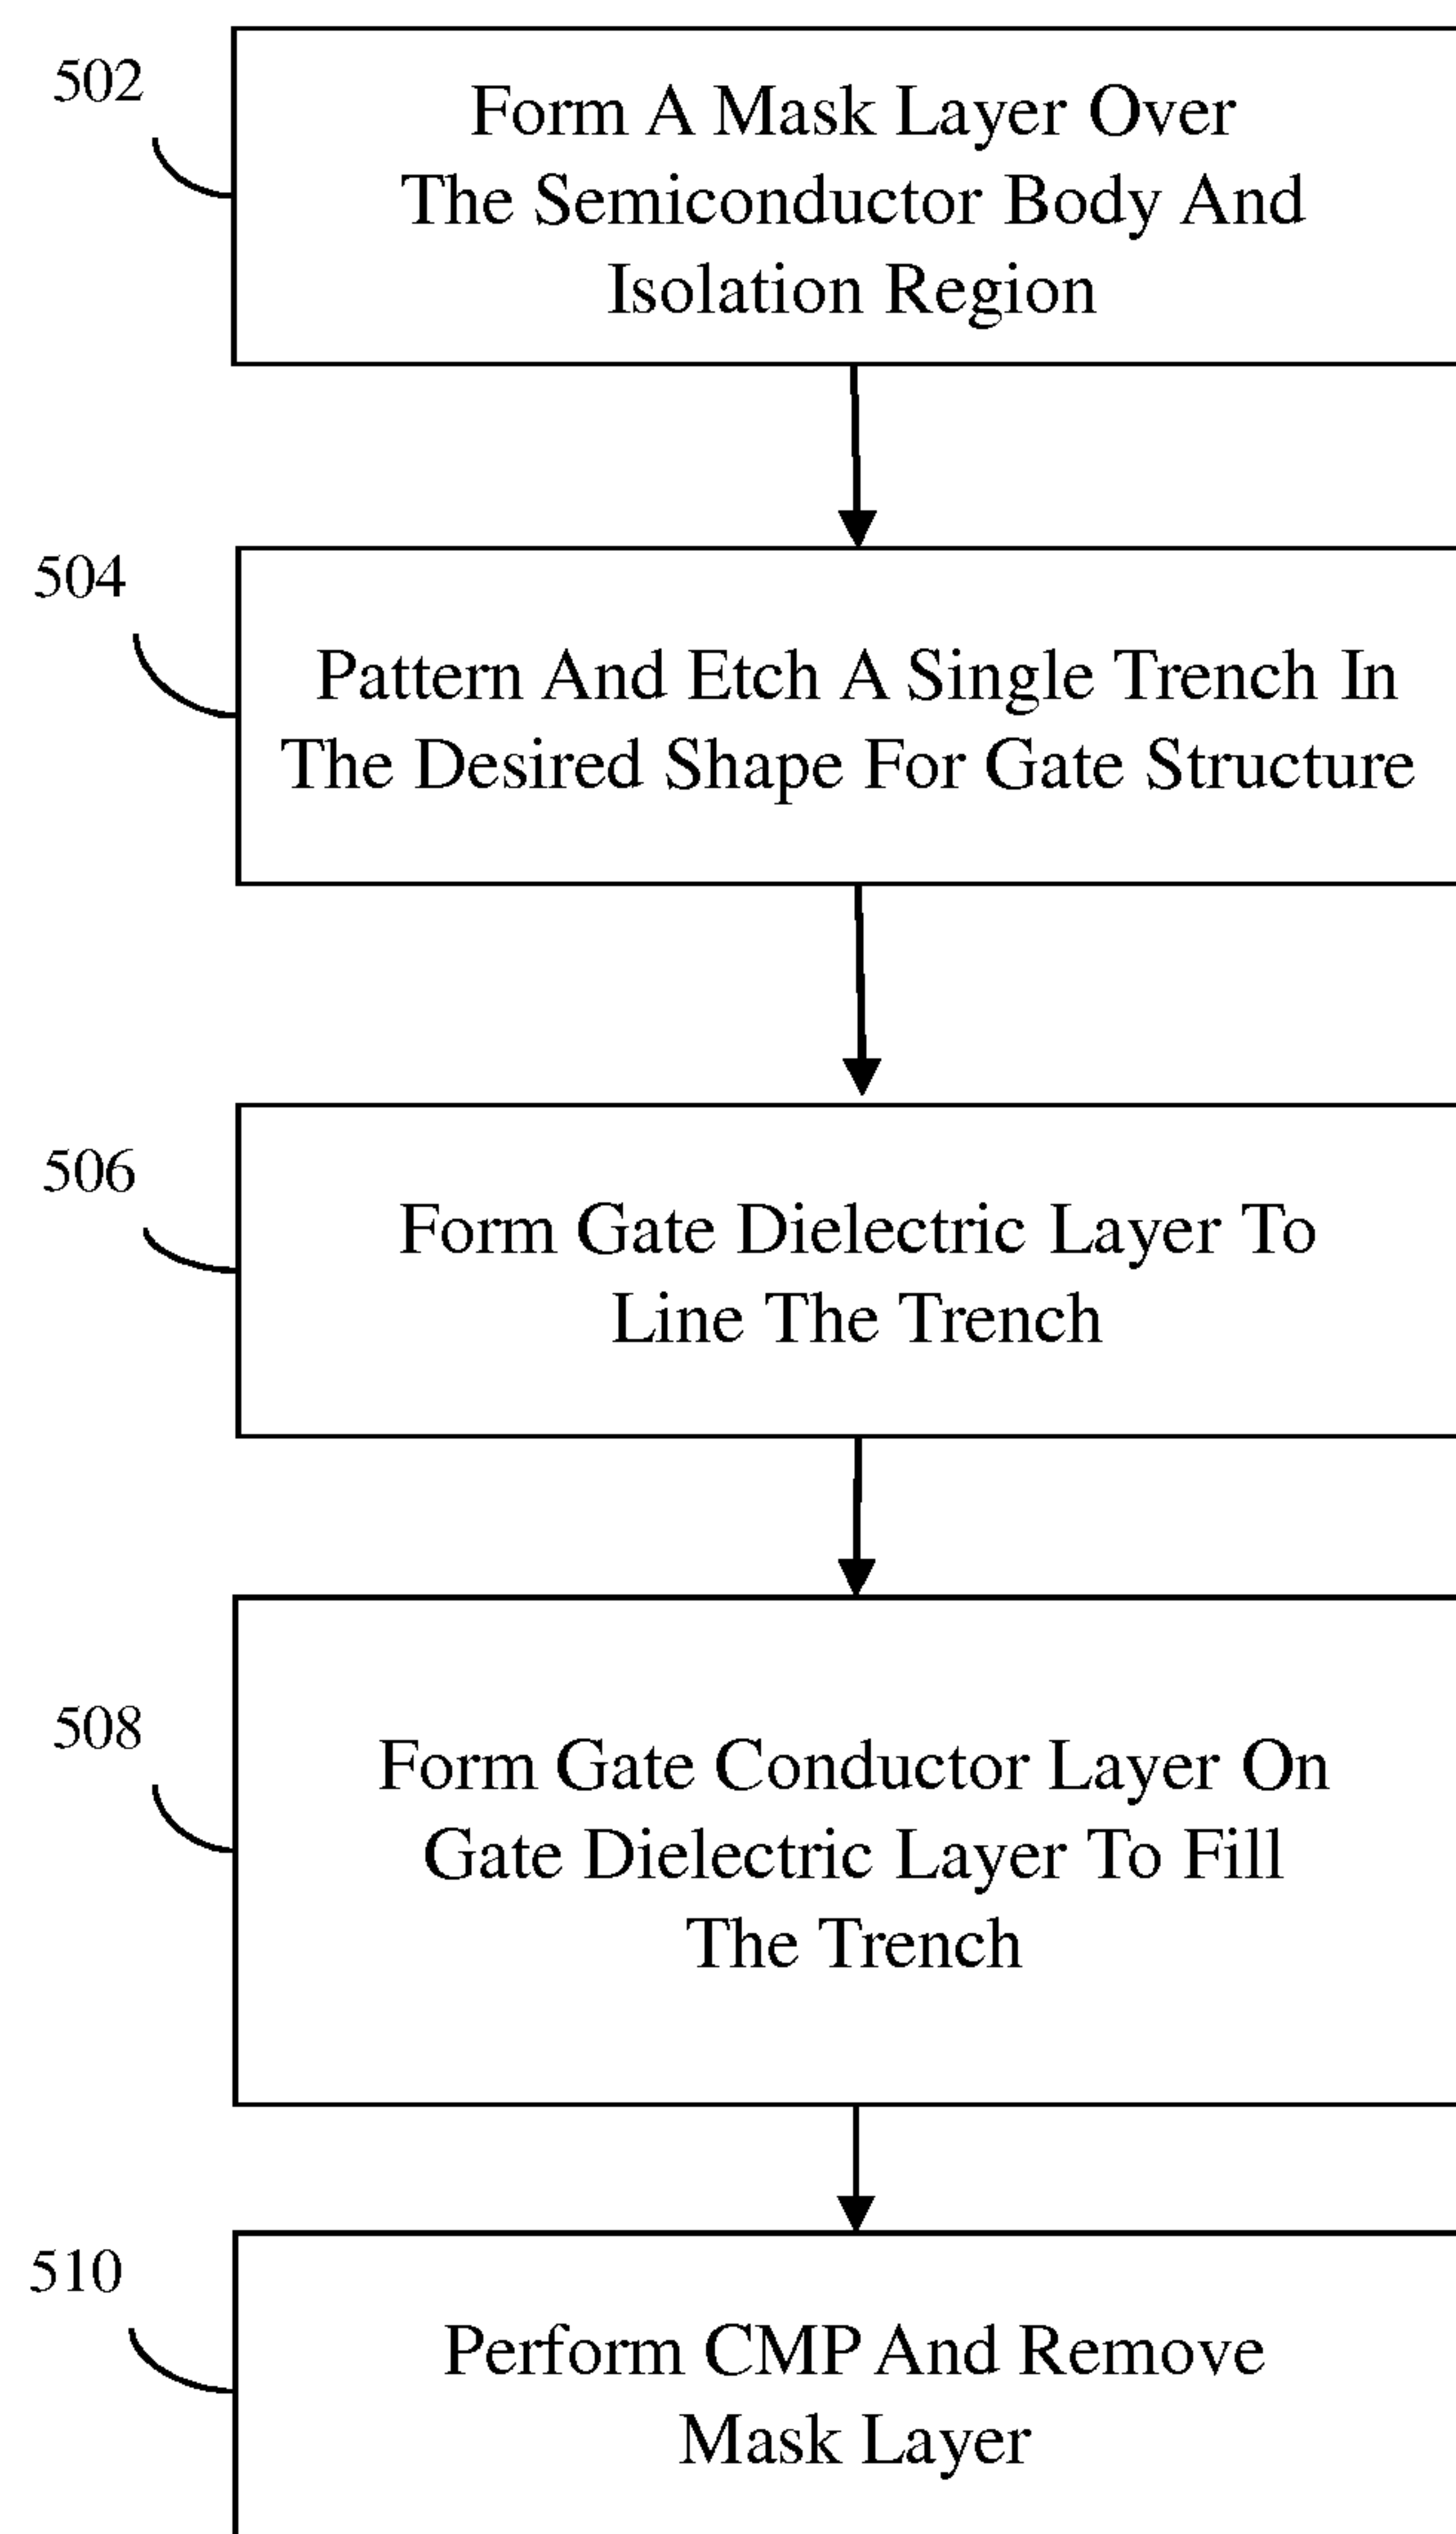 502
Form A Mask Layer Over
The Semiconductor Body And
Isolation Region
504
Pattern And Etch A Single Trench In
The Desired Shape For Gate Structure
506
Form Gate Dielectric Layer To
Line The Trench
508
Form Gate Conductor Layer On
Gate Dielectric Layer To Fill
The Trench
510
Perform CMP And Remove
Mask Layer